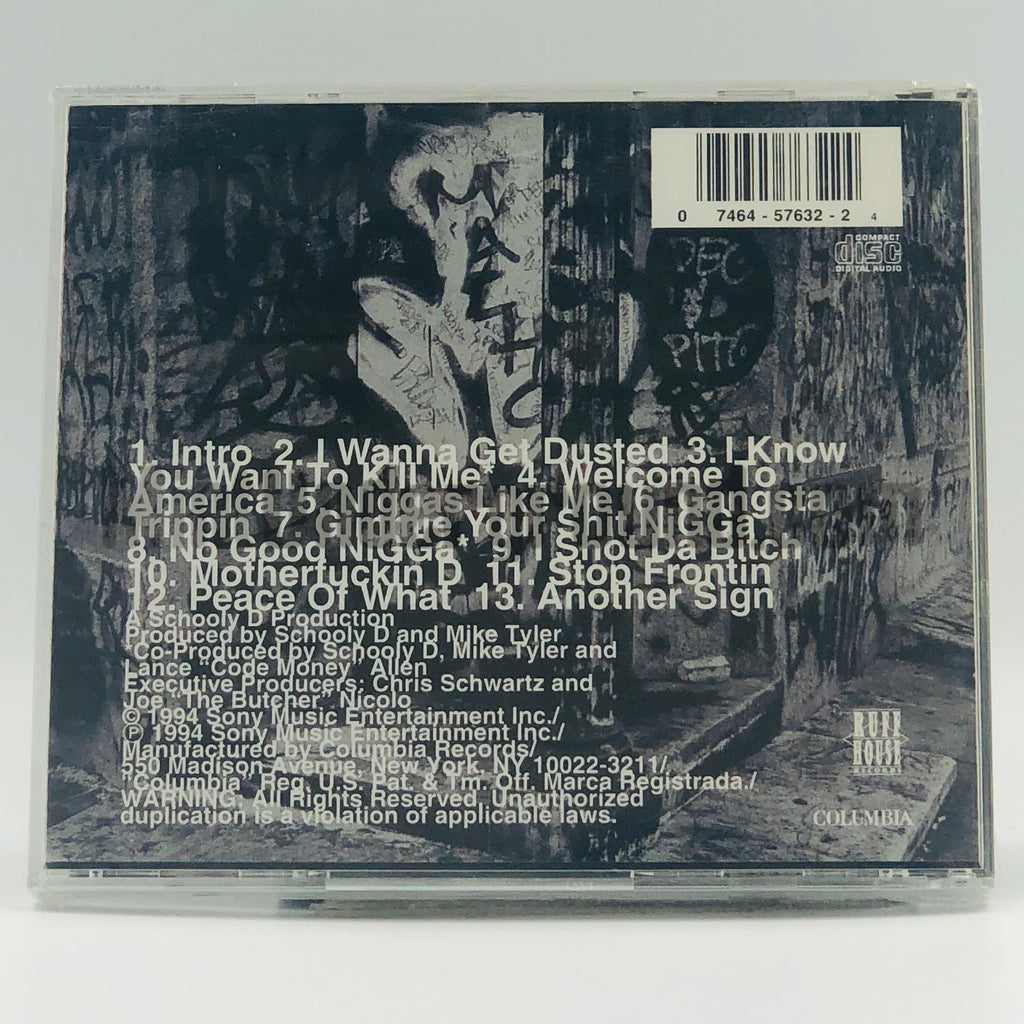 0 7464 - 57632 - 2 4
COMPACT
disc
DIGITAL AUDIO
MAGIC
PITTO
1. Intro 2. I Wanna Get Dusted 3. I Know
You Want To Kill Me* 4. Welcome To
America 5. Niggas Like Me 6. Gangsta
Trippin 7. Gimme Your Shit NiGGa
8. No Good NiGGa* 9. I Shot Da Bitch
10. Motherfuckin D 11. Stop Frontin
12. Peace Of What 13. Another Sign
A Schooly D Production
Produced by Schooly D and Mike Tyler
*Co-Produced by Schooly D, Mike Tyler and
Lance "Code Money" Allen
Executive Producers: Chris Schwartz and
Joe "The Butcher" Nicolo
© 1994 Sony Music Entertainment Inc./
℗ 1994 Sony Music Entertainment Inc./
Manufactured by Columbia Records/
550 Madison Avenue, New York, NY 10022-3211/
"Columbia" Reg. U.S. Pat. & Tm. Off. Marca Registrada./
WARNING: All Rights Reserved. Unauthorized
duplication is a violation of applicable laws.
RUFF
HOUSE
RECORDS
COLUMBIA